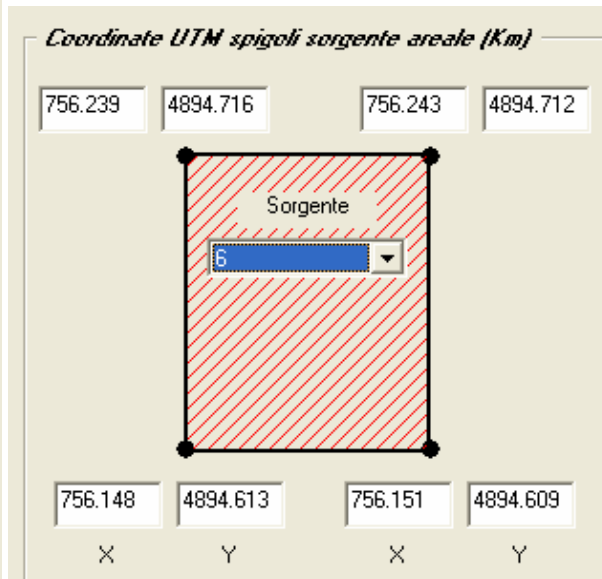 Coordinate UTM spigoli sorgente areale (Km)
756.239 4894.716 756.243 4894.712
Sorgente
6
756.148 4894.613 756.151 4894.609
X Y X Y